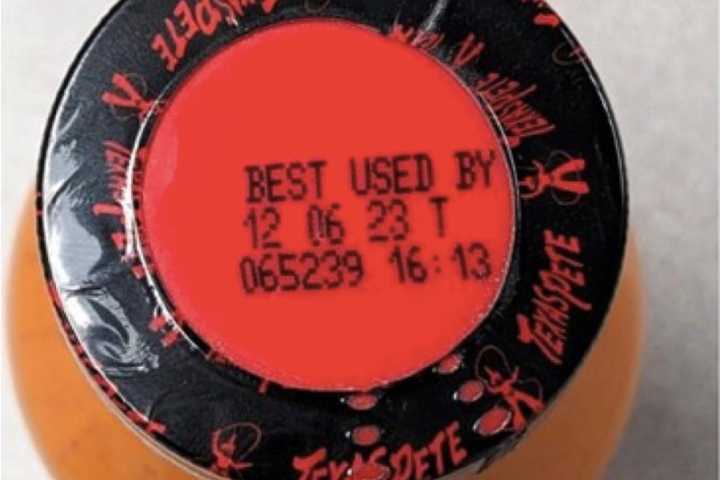 BEST USED BY
12 06 23 T
065239 16:13
TEXAS PETE
TEXAS PETE
TEXAS PETE